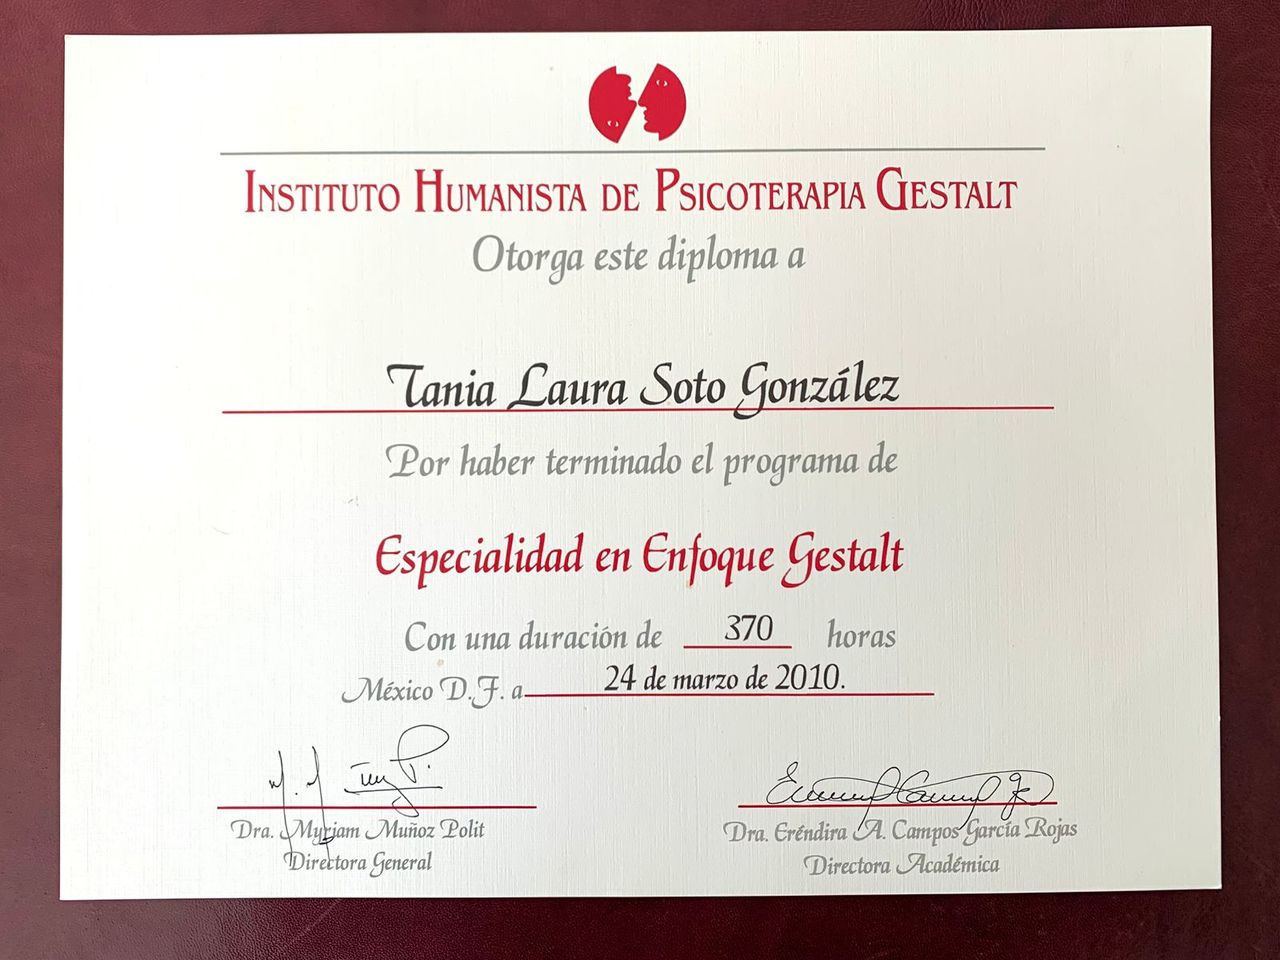 Instituto Humanista de Psicoterapia Gestalt
Otorga este diploma a
Tania Laura Soto González
Por haber terminado el programa de
Especialidad en Enfoque Gestalt
Con una duración de 370 horas
México D.F. a 24 de marzo de 2010.
Dra. Myriam Muñoz Polit
Directora General
Dra. Eréndira A. Campos García Rojas
Directora Académica